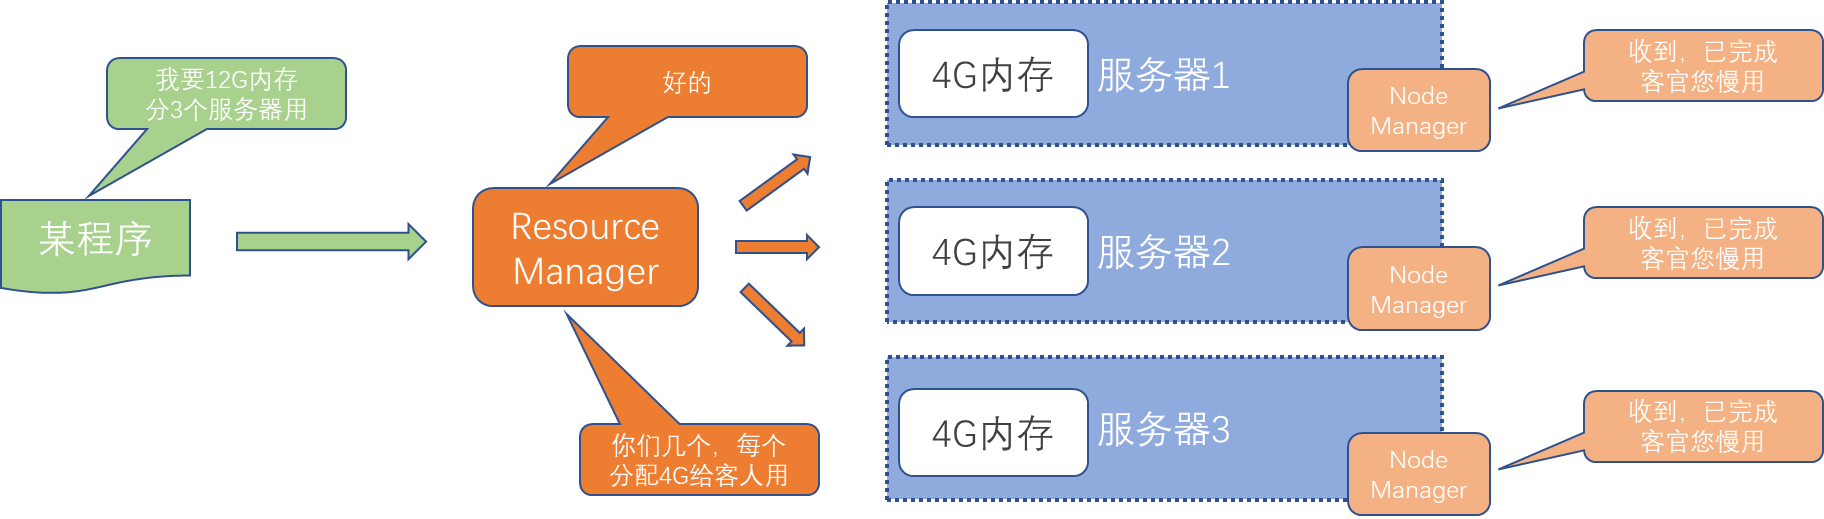 我要12G内存
分3个服务器用
某程序
好的
Resource
Manager
你们几个，每个
分配4G给客人用
4G内存
服务器1
Node
Manager
收到，已完成
客官您慢用
4G内存
服务器2
Node
Manager
收到，已完成
客官您慢用
4G内存
服务器3
Node
Manager
收到，已完成
客官您慢用